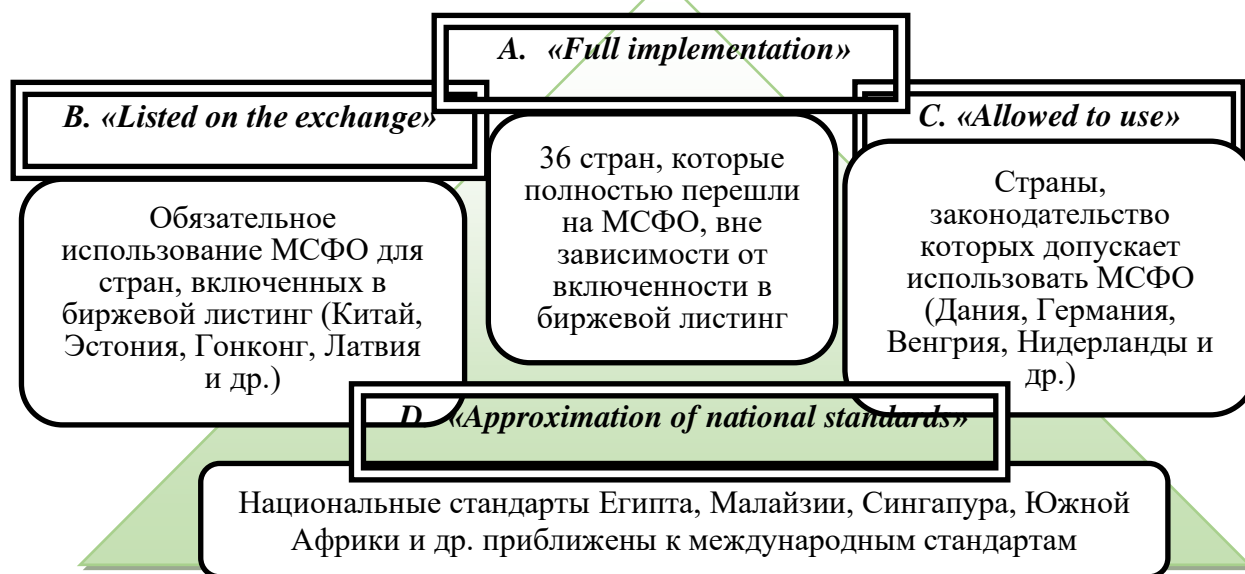 A. «Full implementation»
36 стран, которые
полностью перешли
на МСФО, вне
зависимости от
включенности в
биржевой листинг
B. «Listed on the exchange»
Обязательное
использование МСФО для
стран, включенных в
биржевой листинг (Китай,
Эстония, Гонконг, Латвия
и др.)
C. «Allowed to use»
Страны,
законодательство
которых допускает
использовать МСФО
(Дания, Германия,
Венгрия, Нидерланды и
др.)
D. «Approximation of national standards»
Национальные стандарты Египта, Малайзии, Сингапура, Южной
Африки и др. приближены к международным стандартам